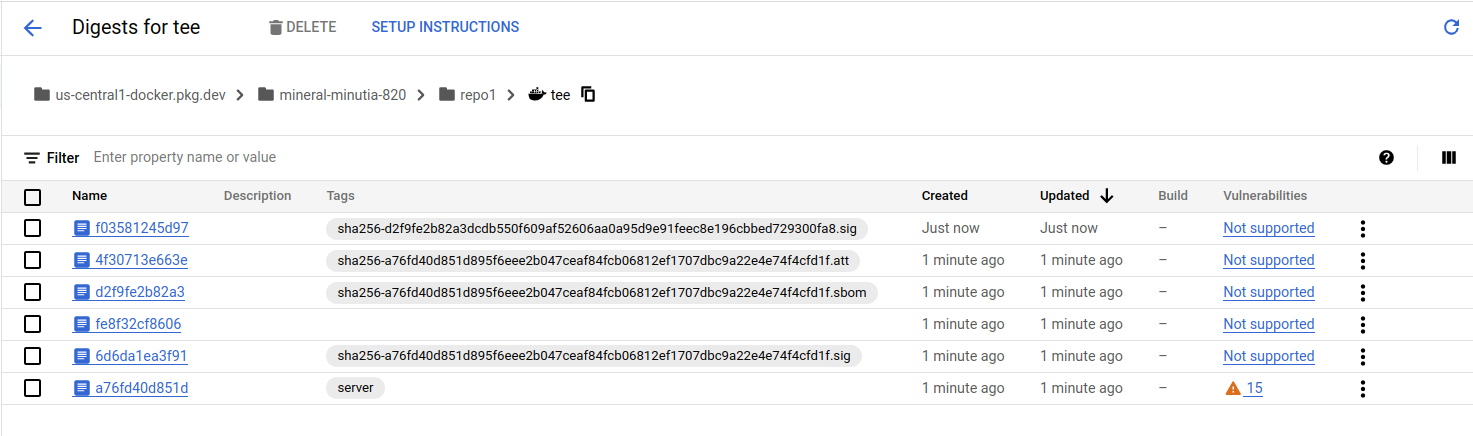 Digests for tee DELETE SETUP INSTRUCTIONS
us-central1-docker.pkg.dev mineral-minutia-820 repo1 tee
Filter Enter property name or value
Name Description Tags Created Updated Build Vulnerabilities
f03581245d97 sha256-d2f9fe2b82a3dcdb550f609af52606aa0a95d9e91feec8e196cbbed729300fa8.sig Just now Just now – Not supported
4f30713e663e sha256-a76fd40d851d895f6eee2b047ceaf84fcb06812ef1707dbc9a22e4e74f4cfd1f.att 1 minute ago 1 minute ago – Not supported
d2f9fe2b82a3 sha256-a76fd40d851d895f6eee2b047ceaf84fcb06812ef1707dbc9a22e4e74f4cfd1f.sbom 1 minute ago 1 minute ago – Not supported
fe8f32cf8606 1 minute ago 1 minute ago – Not supported
6d6da1ea3f91 sha256-a76fd40d851d895f6eee2b047ceaf84fcb06812ef1707dbc9a22e4e74f4cfd1f.sig 1 minute ago 1 minute ago – Not supported
a76fd40d851d server 1 minute ago 1 minute ago – 15